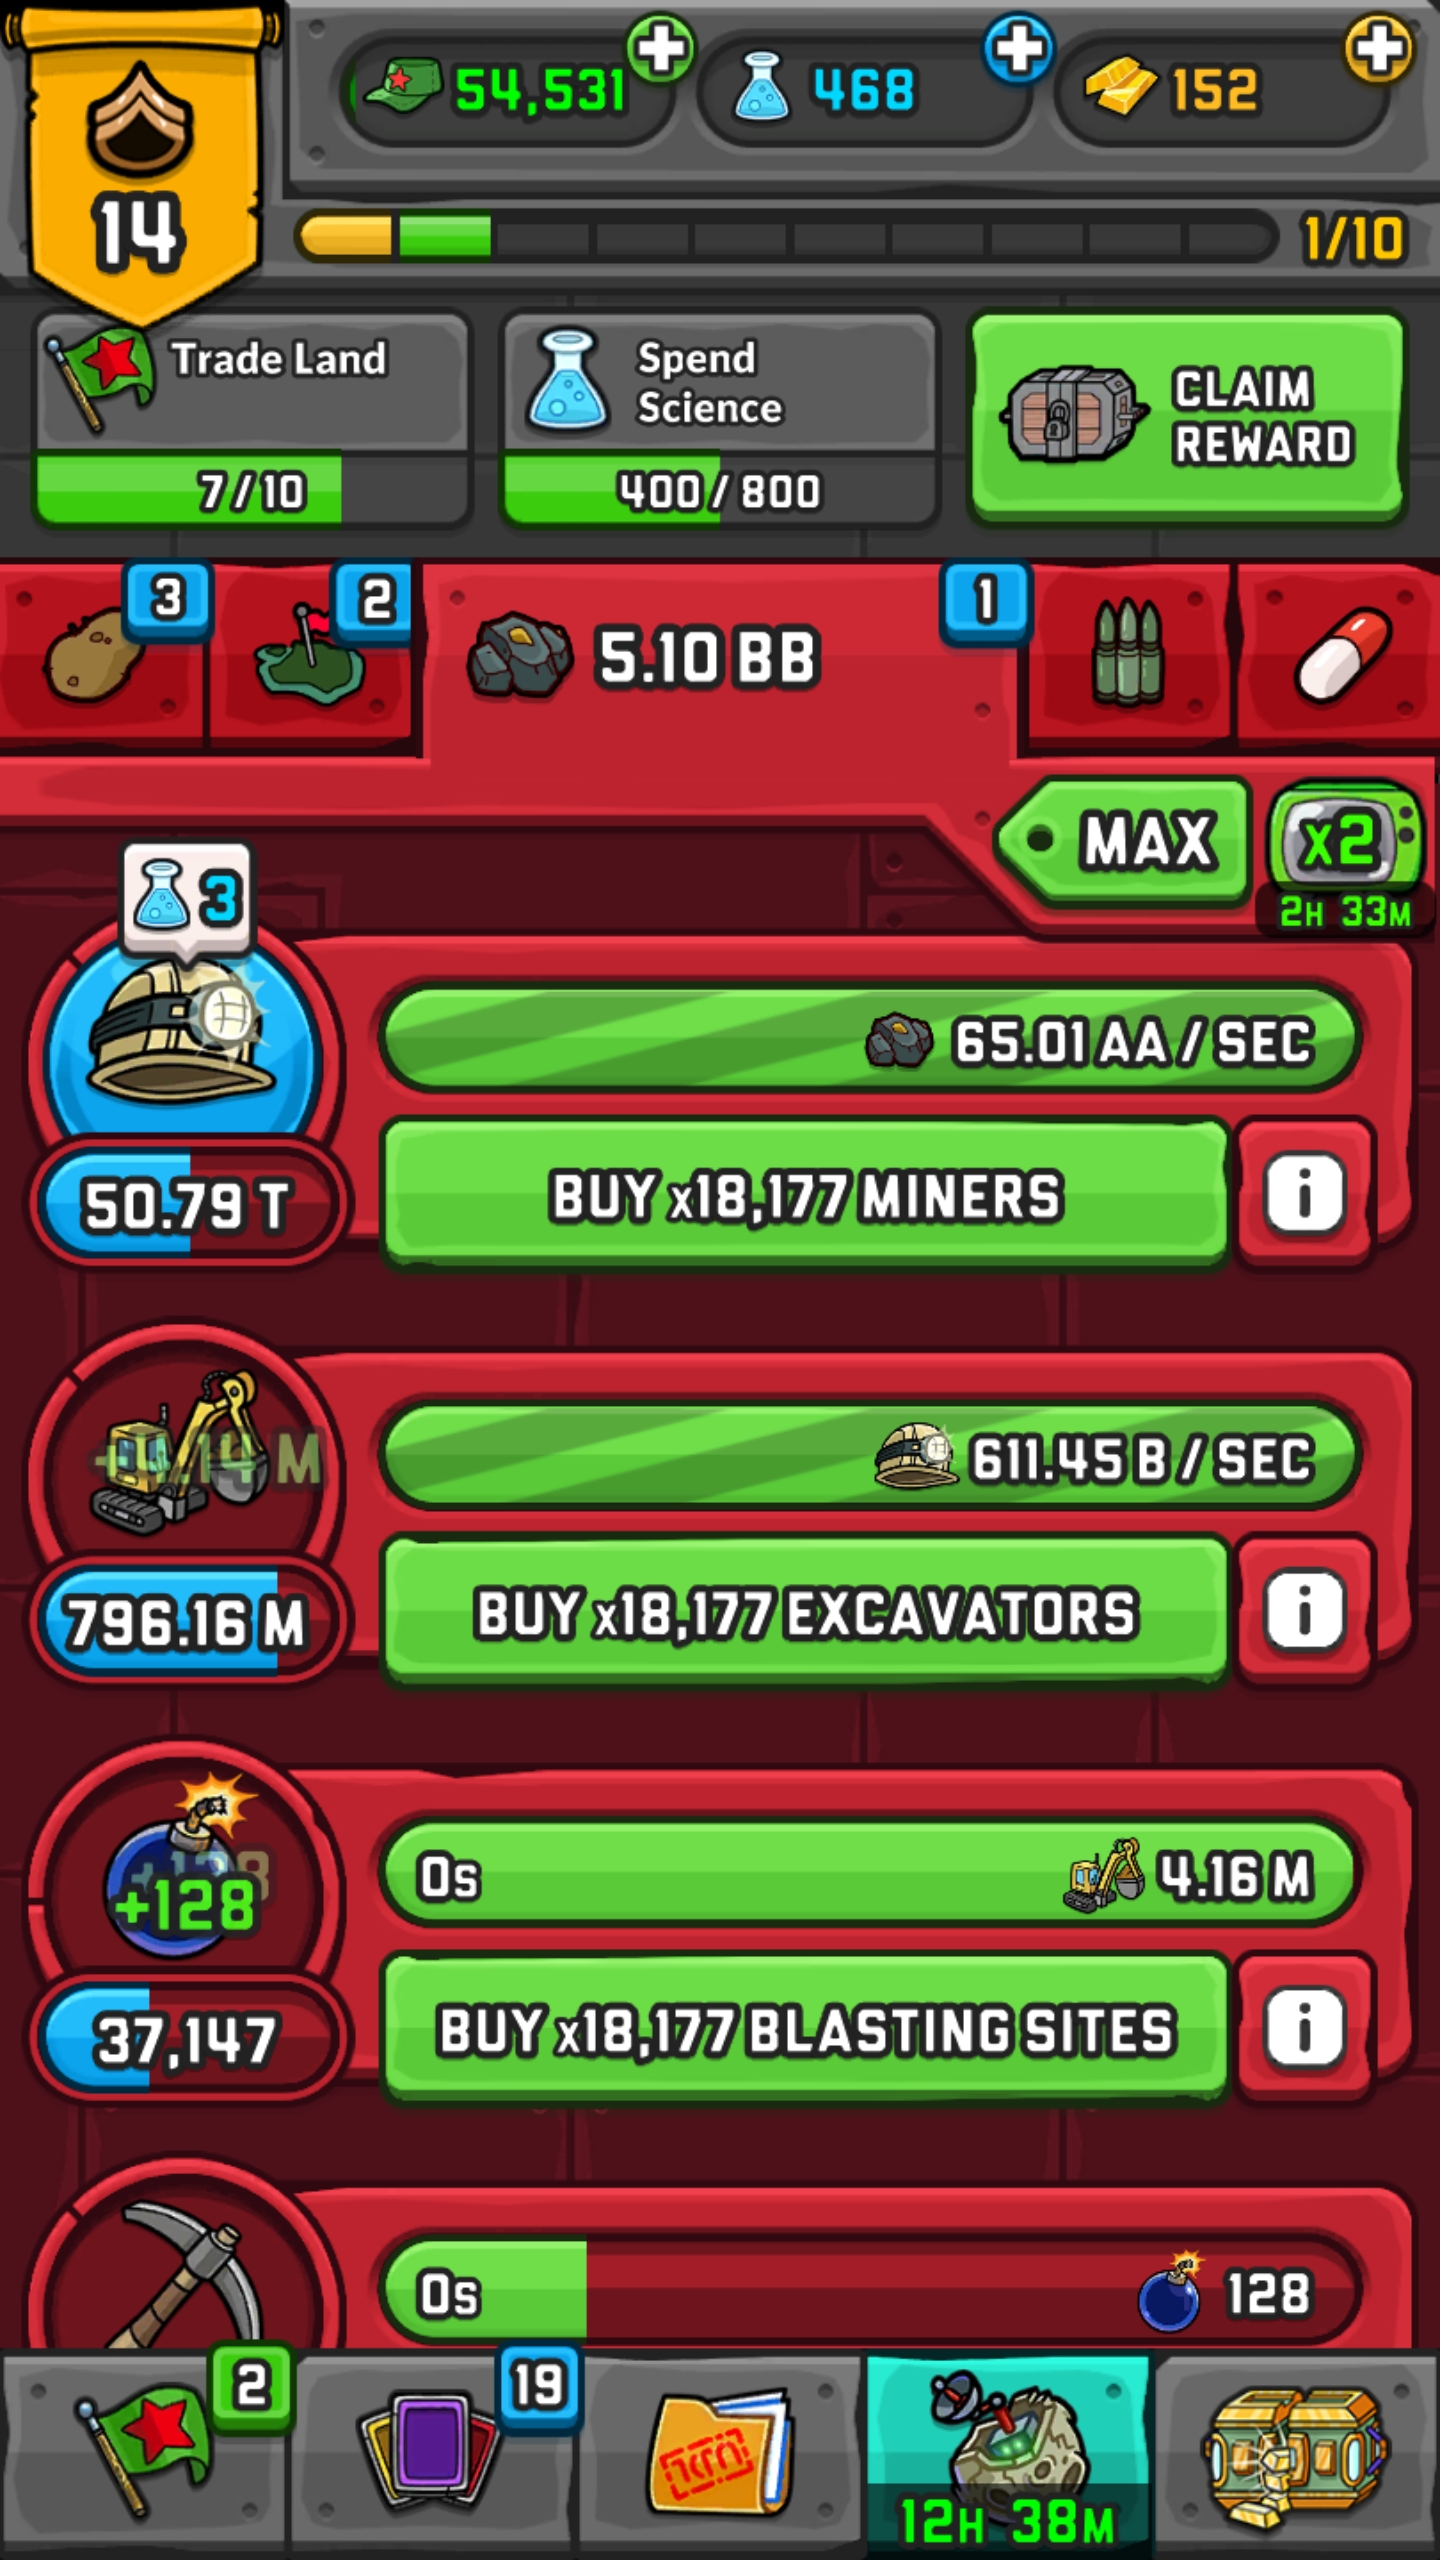 54,531
468
152
14
1/10
Trade Land
7/10
Spend
Science
400/800
CLAIM
REWARD
3
2
5.10 BB
1
MAX
x2
2H 33M
3
65.01 AA / SEC
50.79 T
BUY x18,177 MINERS
i
611.45 B / SEC
796.16 M
BUY x18,177 EXCAVATORS
i
+128
+128
0s
4.16 M
37,147
BUY x18,177 BLASTING SITES
i
0s
128
2
19
12H 38M